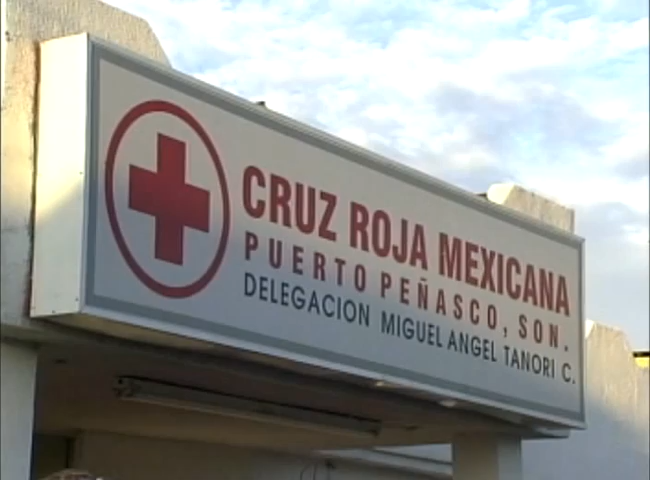 CRUZ ROJA MEXICANA
PUERTO PEÑASCO, SON.
DELEGACION MIGUEL ANGEL TANORI C.